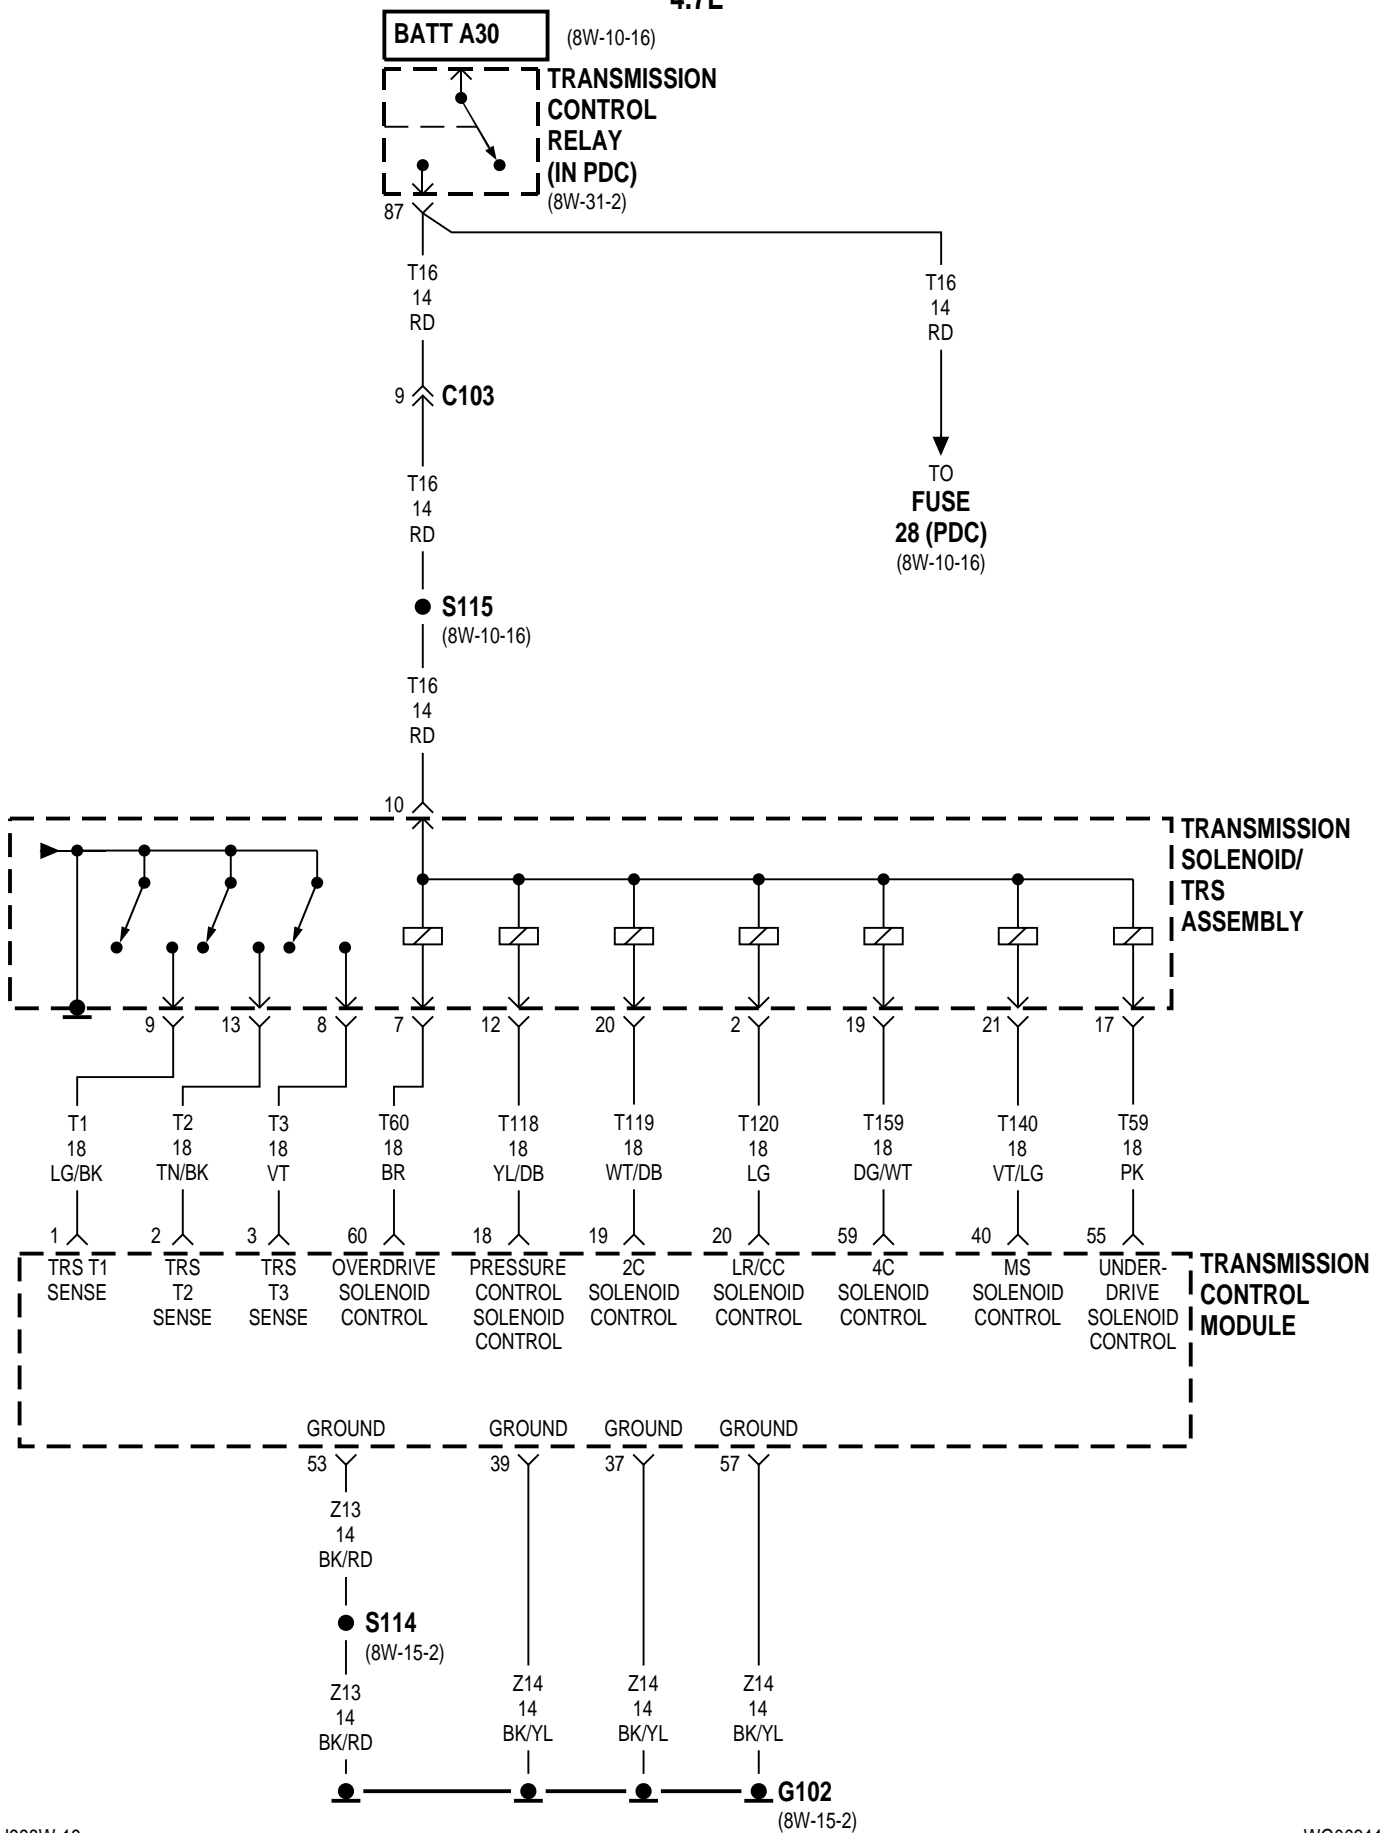 4.7L
BATT A30
(8W-10-16)
TRANSMISSION
CONTROL
RELAY
(IN PDC)
(8W-31-2)
87
T16
14
RD
T16
14
RD
9
C103
TO
FUSE
28 (PDC)
(8W-10-16)
T16
14
RD
S115
(8W-10-16)
T16
14
RD
10
TRANSMISSION
SOLENOID/
TRS
ASSEMBLY
9 13 8 7 12 20 2 19 21 17
T1 T2 T3 T60 T118 T119 T120 T159 T140 T59
18 18 18 18 18 18 18 18 18 18
LG/BK TN/BK VT BR YL/DB WT/DB LG DG/WT VT/LG PK
1 2 3 60 18 19 20 59 40 55
TRS T1
SENSE
TRS
T2
SENSE
TRS
T3
SENSE
OVERDRIVE
SOLENOID
CONTROL
PRESSURE
CONTROL
SOLENOID
CONTROL
2C
SOLENOID
CONTROL
LR/CC
SOLENOID
CONTROL
4C
SOLENOID
CONTROL
MS
SOLENOID
CONTROL
UNDER-
DRIVE
SOLENOID
CONTROL
TRANSMISSION
CONTROL
MODULE
GROUND GROUND GROUND GROUND
53 39 37 57
Z13
14
BK/RD
S114
(8W-15-2)
Z13
14
BK/RD
Z14
14
BK/YL
Z14
14
BK/YL
Z14
14
BK/YL
G102
(8W-15-2)